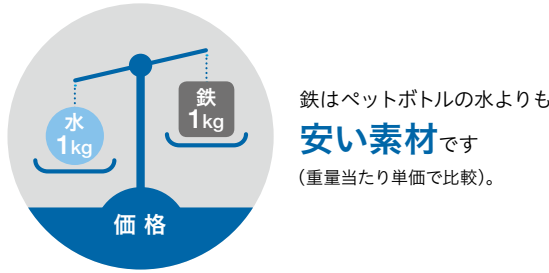 水
1kg
鉄
1kg
価格
鉄はペットボトルの水よりも
安い素材です
（重量当たり単価で比較）。